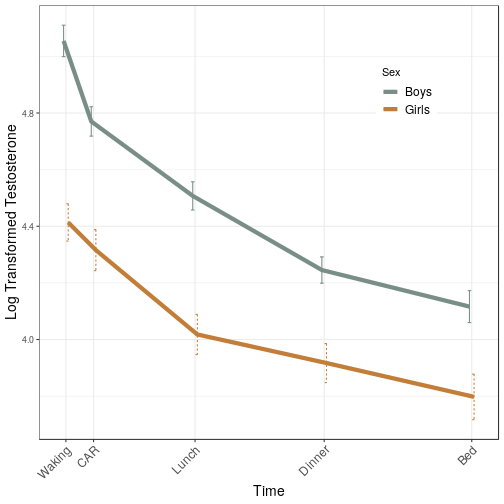 Log Transformed Testosterone
4.8
4.4
4.0
Sex
Boys
Girls
Waking
CAR
Lunch
Dinner
Bed
Time